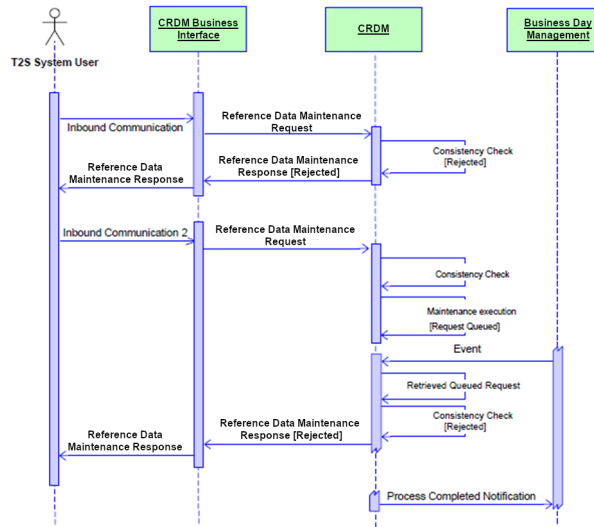 CRDM Business
Interface
CRDM
Business Day
Management
T2S System User
Inbound Communication
Reference Data Maintenance
Request
Consistency Check
[Rejected]
Reference Data Maintenance
Response [Rejected]
Reference Data
Maintenance Response
Inbound Communication 2
Reference Data Maintenance
Request
Consistency Check
Maintenance execution
[Request Queued]
Event
Retrieved Queued Request
Consistency Check
[Rejected]
Reference Data Maintenance
Response [Rejected]
Reference Data
Maintenance Response
Process Completed Notification